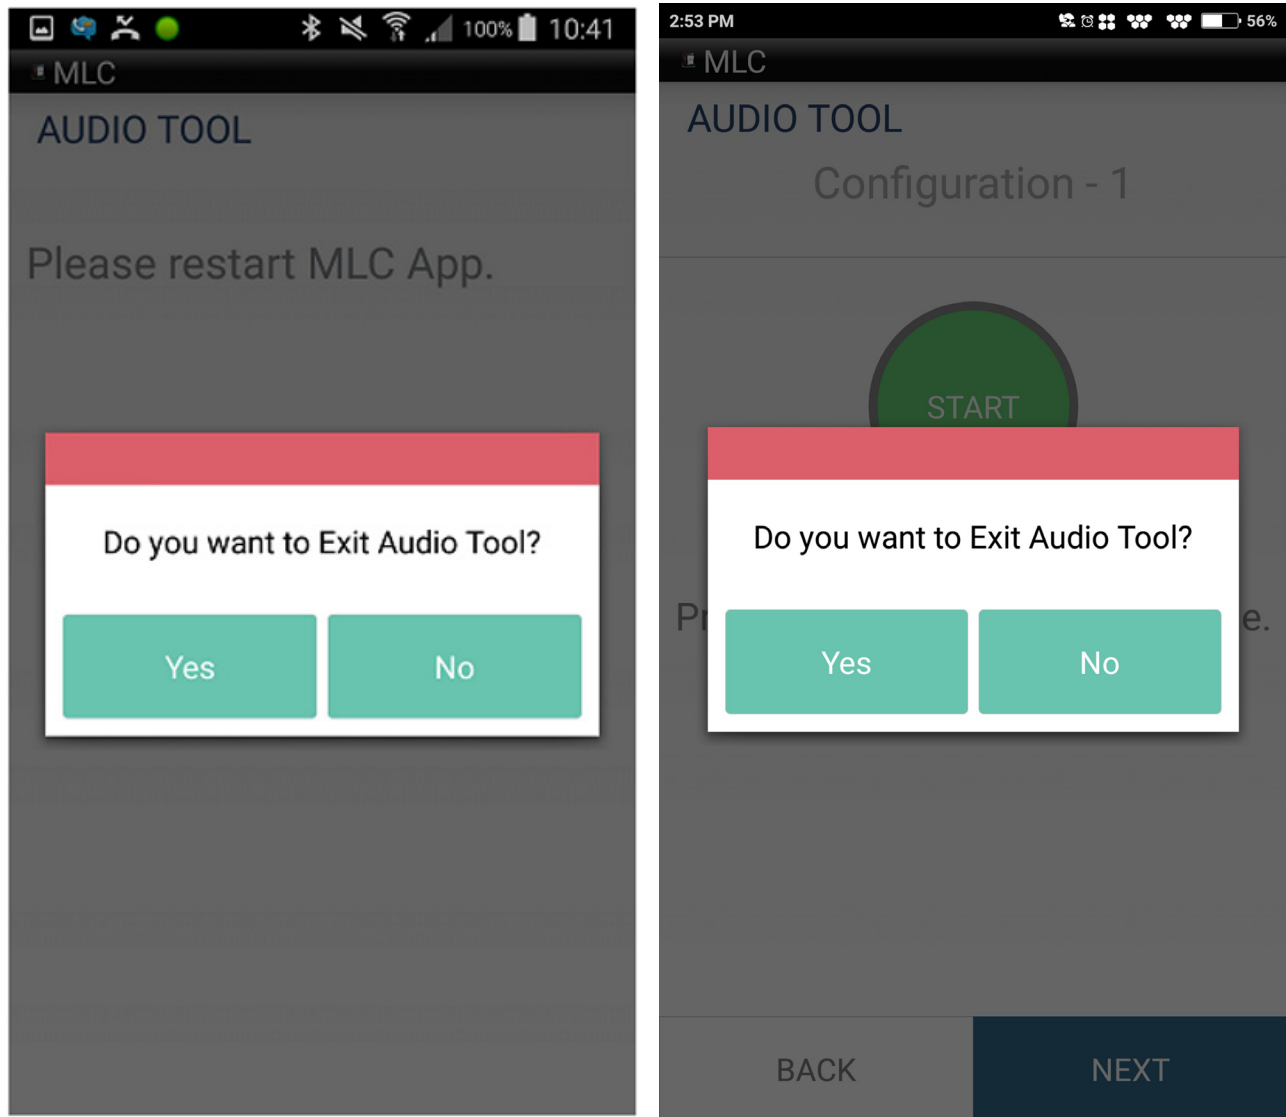 100% 10:41
MLC
AUDIO TOOL
Please restart MLC App.
Do you want to Exit Audio Tool?
Yes No
2:53 PM 56%
MLC
AUDIO TOOL
Configuration - 1
START
Do you want to Exit Audio Tool?
Pr e.
Yes No
BACK NEXT